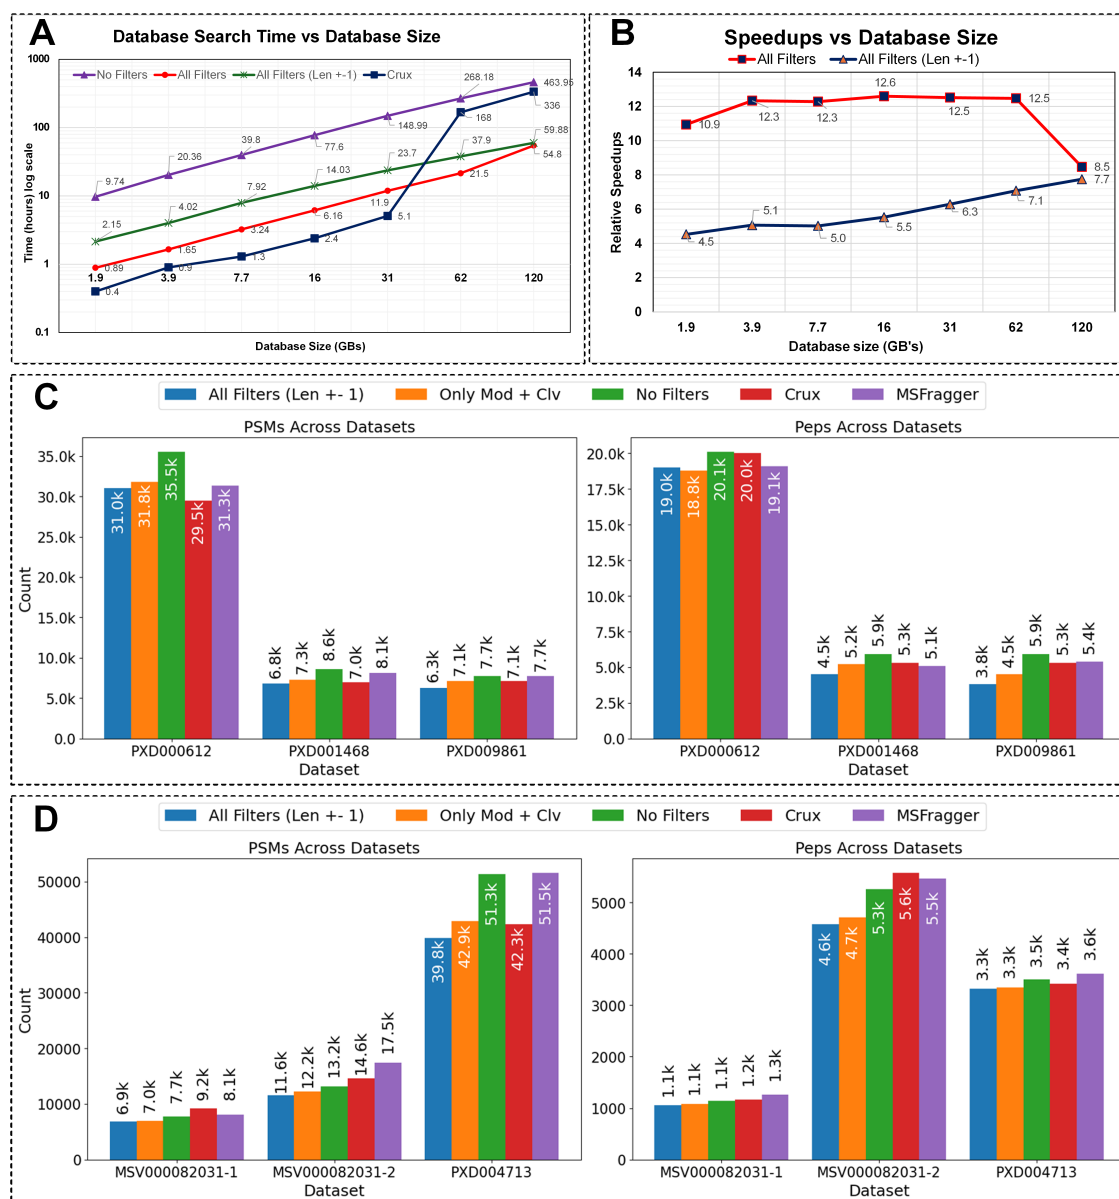 A
Database Search Time vs Database Size
No Filters All Filters All Filters (Len +-1) Crux
Time (hours) log scale
1000
100
10
1
0.1
9.74
20.36
39.8
77.6
148.99
268.18
463.96
2.15
4.02
7.92
14.03
23.7
37.9
59.88
0.89
1.65
3.24
6.16
11.9
21.5
54.8
0.4
0.9
1.3
2.4
5.1
168
336
1.9 3.9 7.7 16 31 62 120
Database Size (GBs)
B
Speedups vs Database Size
All Filters All Filters (Len +-1)
Relative Speedups
14
12
10
8
6
4
2
0
10.9
12.3
12.3
12.6
12.5
12.5
8.5
4.5
5.1
5.0
5.5
6.3
7.1
7.7
1.9 3.9 7.7 16 31 62 120
Database size (GB's)
C
All Filters (Len +- 1) Only Mod + Clv No Filters Crux MSFragger
PSMs Across Datasets
Count
35.0k
30.0k
25.0k
20.0k
15.0k
10.0k
5.0k
0.0
31.0k 31.8k 35.5k 29.5k 31.3k
6.8k 7.3k 8.6k 7.0k 8.1k
6.3k 7.1k 7.7k 7.1k 7.7k
PXD000612 PXD001468 PXD009861
Dataset
Peps Across Datasets
20.0k
17.5k
15.0k
12.5k
10.0k
7.5k
5.0k
2.5k
0.0
19.0k 18.8k 20.1k 20.0k 19.1k
4.5k 5.2k 5.9k 5.3k 5.1k
3.8k 4.5k 5.9k 5.3k 5.4k
PXD000612 PXD001468 PXD009861
Dataset
D
All Filters (Len +- 1) Only Mod + Clv No Filters Crux MSFragger
PSMs Across Datasets
Count
50000
40000
30000
20000
10000
0
6.9k 7.0k 7.7k 9.2k 8.1k
11.6k 12.2k 13.2k 14.6k 17.5k
39.8k 42.9k 51.3k 42.3k 51.5k
MSV000082031-1 MSV000082031-2 PXD004713
Dataset
Peps Across Datasets
5000
4000
3000
2000
1000
0
1.1k 1.1k 1.1k 1.2k 1.3k
4.6k 4.7k 5.3k 5.6k 5.5k
3.3k 3.3k 3.5k 3.4k 3.6k
MSV000082031-1 MSV000082031-2 PXD004713
Dataset